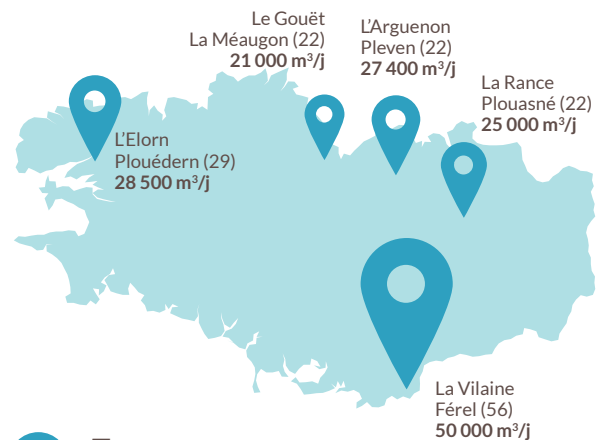 Le Gouët
La Méaugon (22)
21 000 m³/j
L’Arguenon
Pleven (22)
27 400 m³/j
La Rance
Plouasné (22)
25 000 m³/j
L’Elorn
Plouédern (29)
28 500 m³/j
La Vilaine
Férel (56)
50 000 m³/j